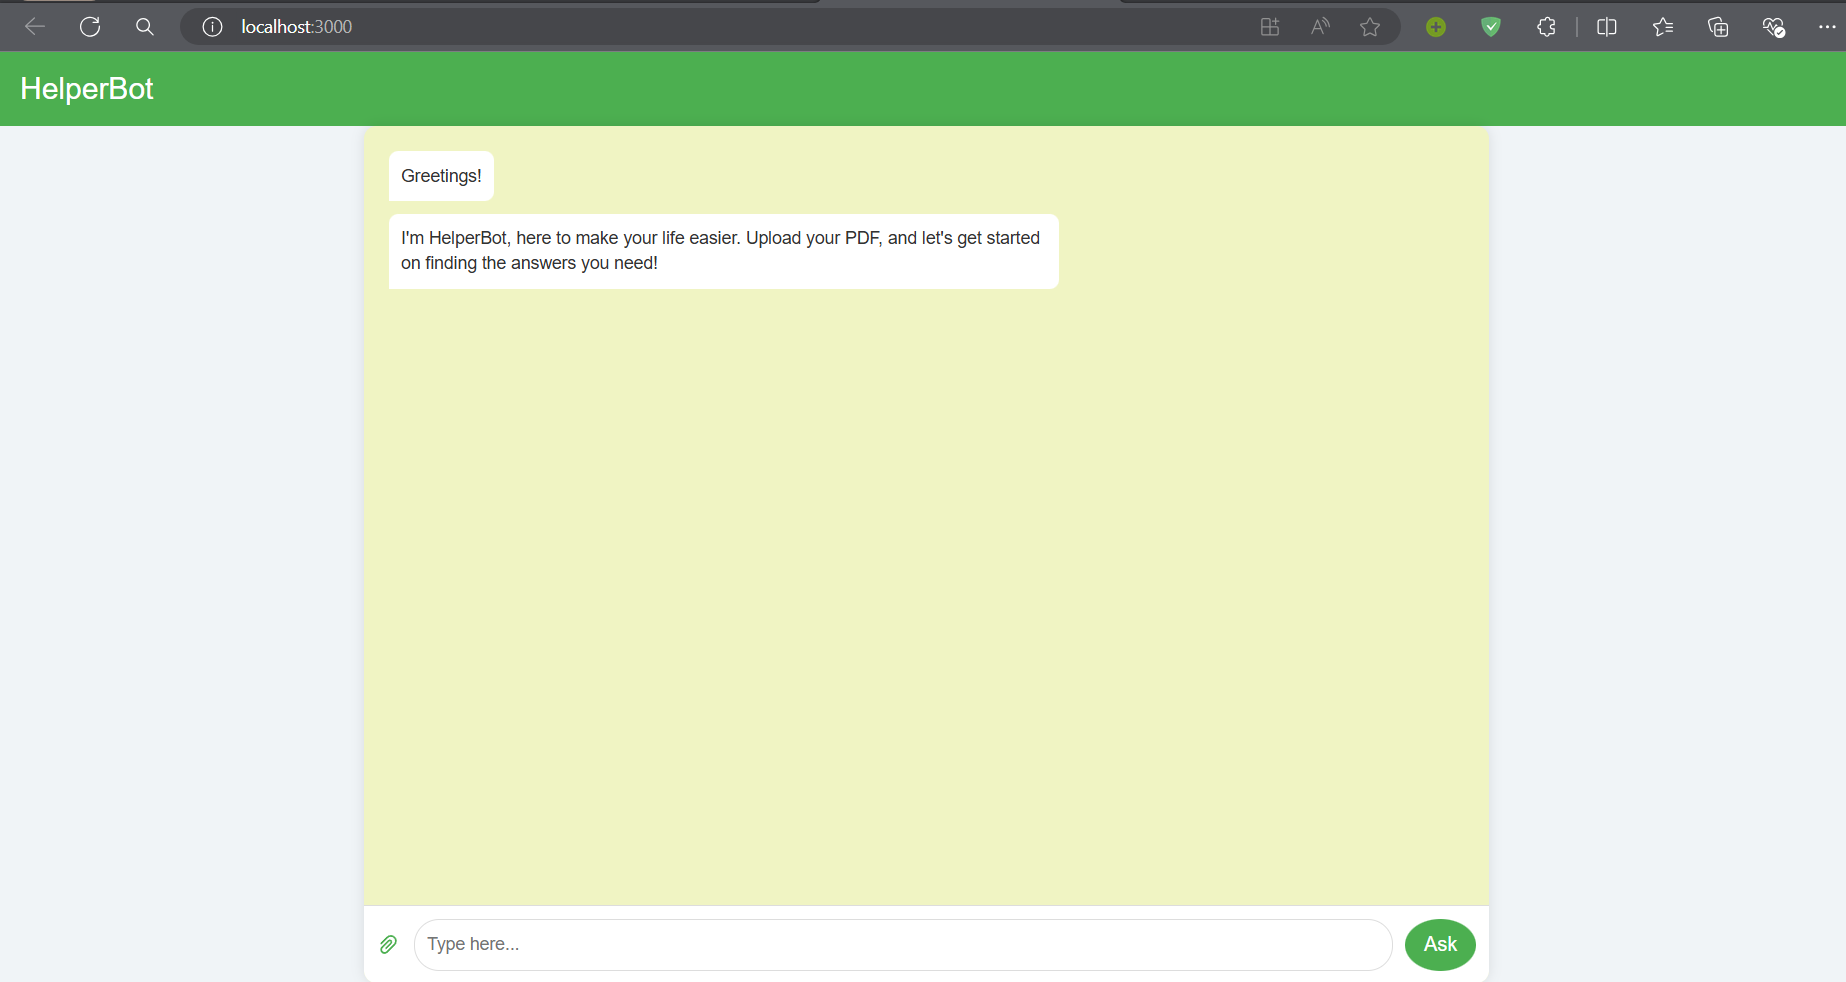 localhost:3000
HelperBot
Greetings!
I'm HelperBot, here to make your life easier. Upload your PDF, and let's get started
on finding the answers you need!
Type here...
Ask